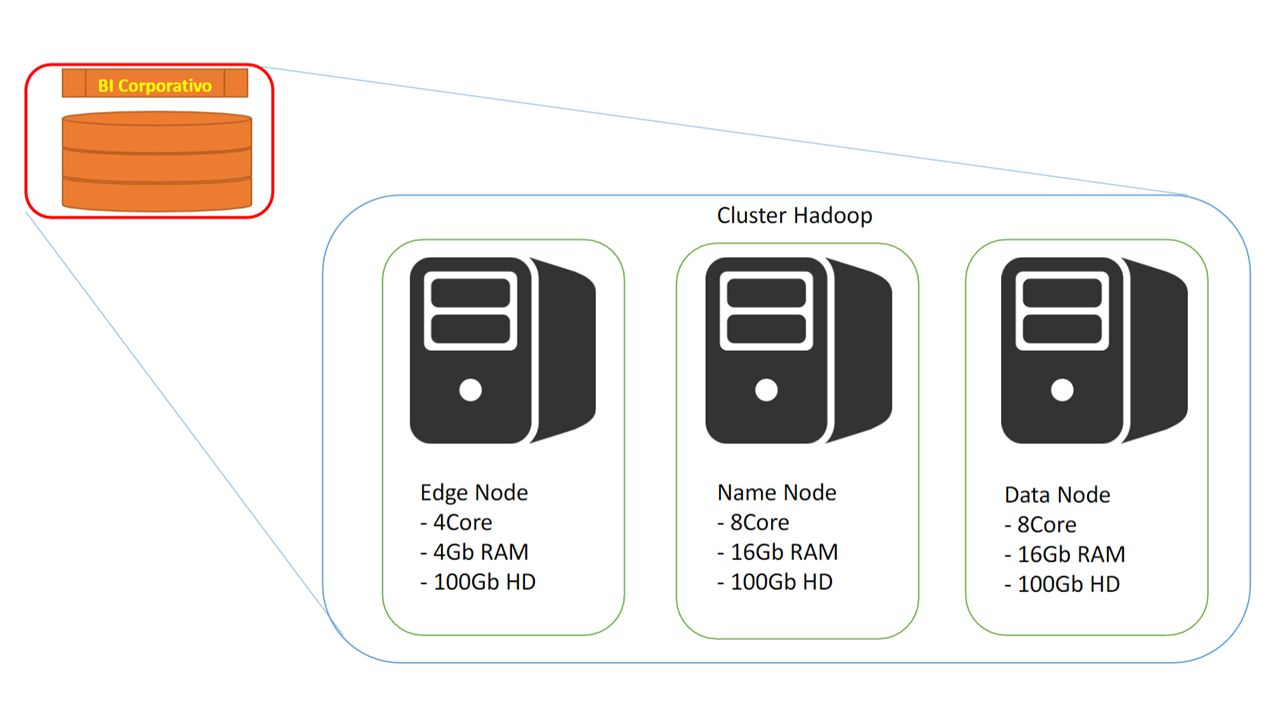 BI Corporativo
Cluster Hadoop
Edge Node
- 4Core
- 4Gb RAM
- 100Gb HD
Name Node
- 8Core
- 16Gb RAM
- 100Gb HD
Data Node
- 8Core
- 16Gb RAM
- 100Gb HD